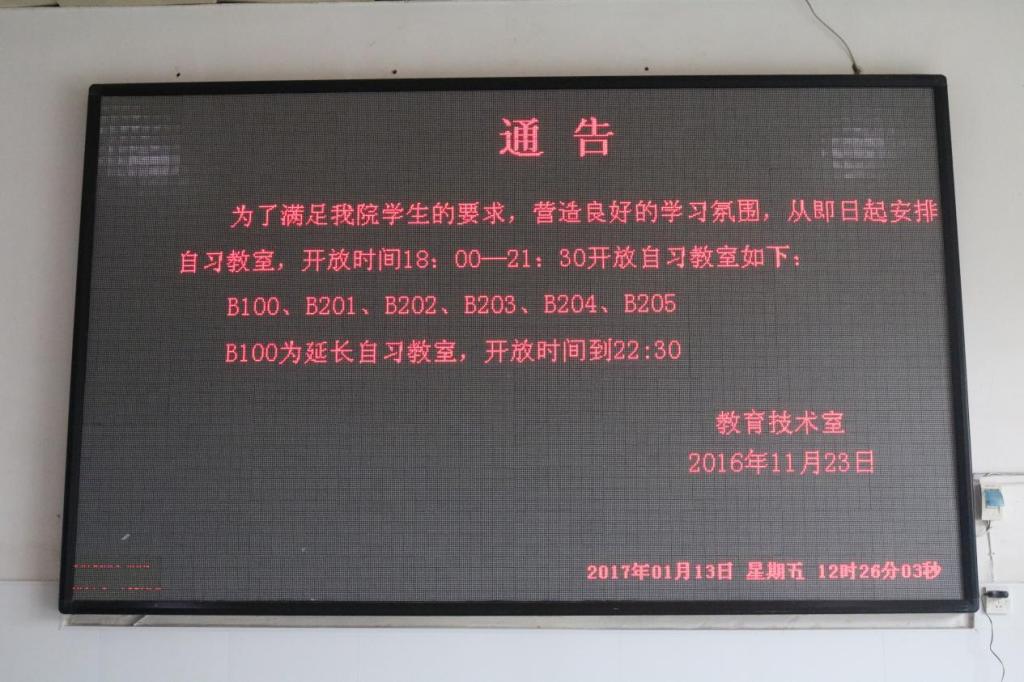 通 告
为了满足我院学生的要求，营造良好的学习氛围，从即日起安排
自习教室，开放时间18：00—21：30开放自习教室如下：
B100、B201、B202、B203、B204、B205
B100为延长自习教室，开放时间到22:30
教育技术室
2016年11月23日
2017年01月13日 星期五 12时26分03秒